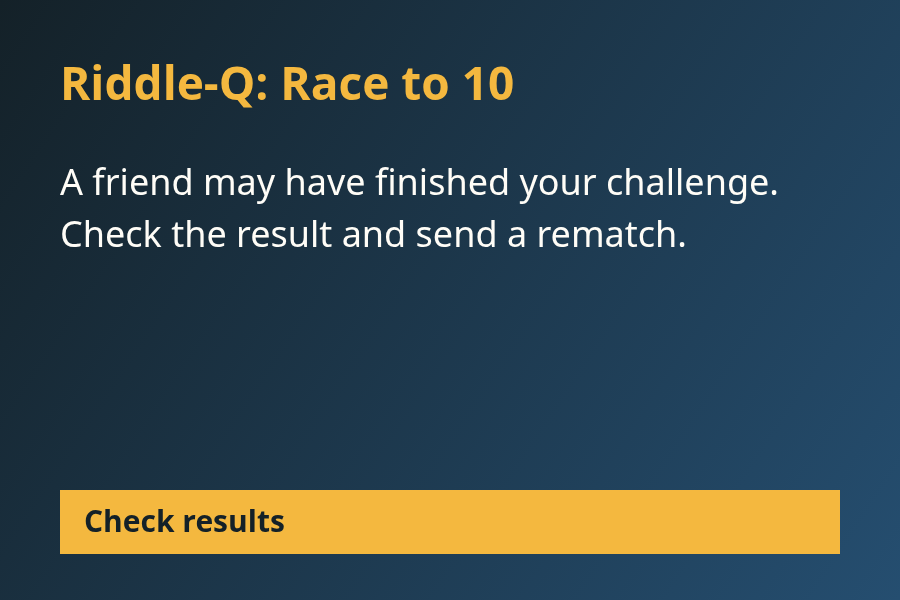 Riddle-Q: Race to 10
A friend may have finished your challenge.
Check the result and send a rematch.
Check results